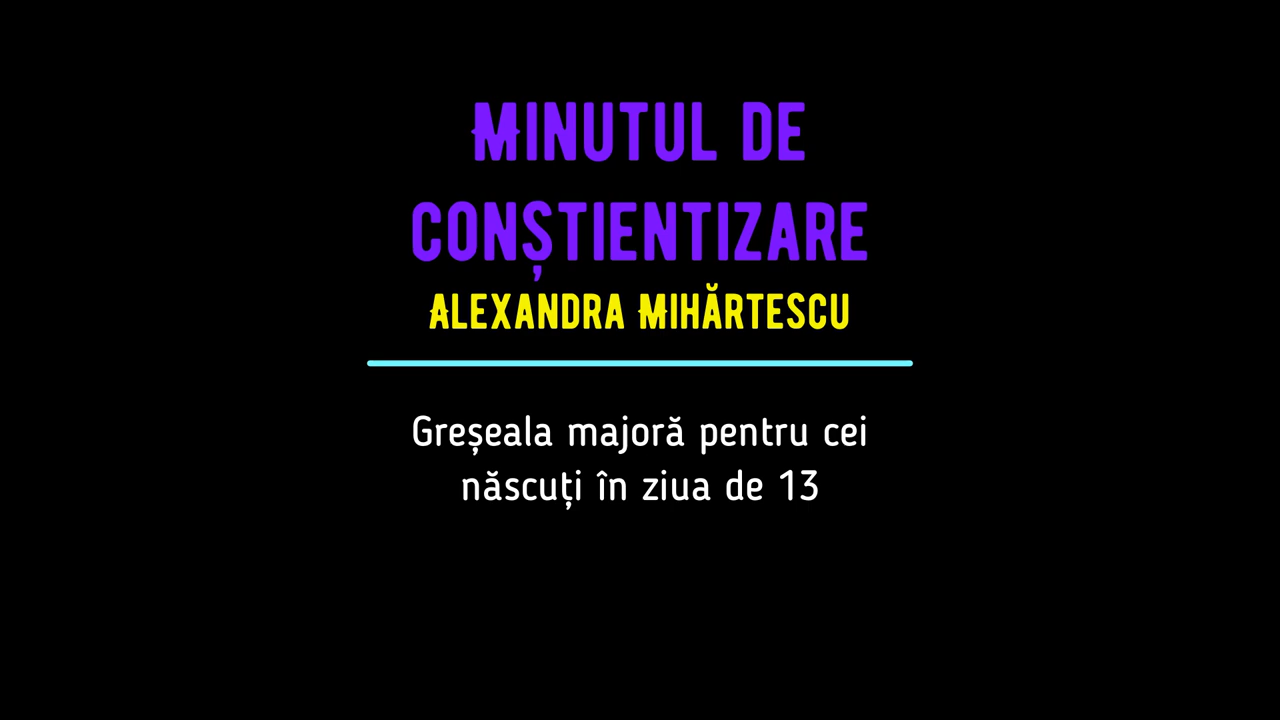 Minutul de
conștientizare
Alexandra Mihărtescu
Greșeala majoră pentru cei
născuți în ziua de 13